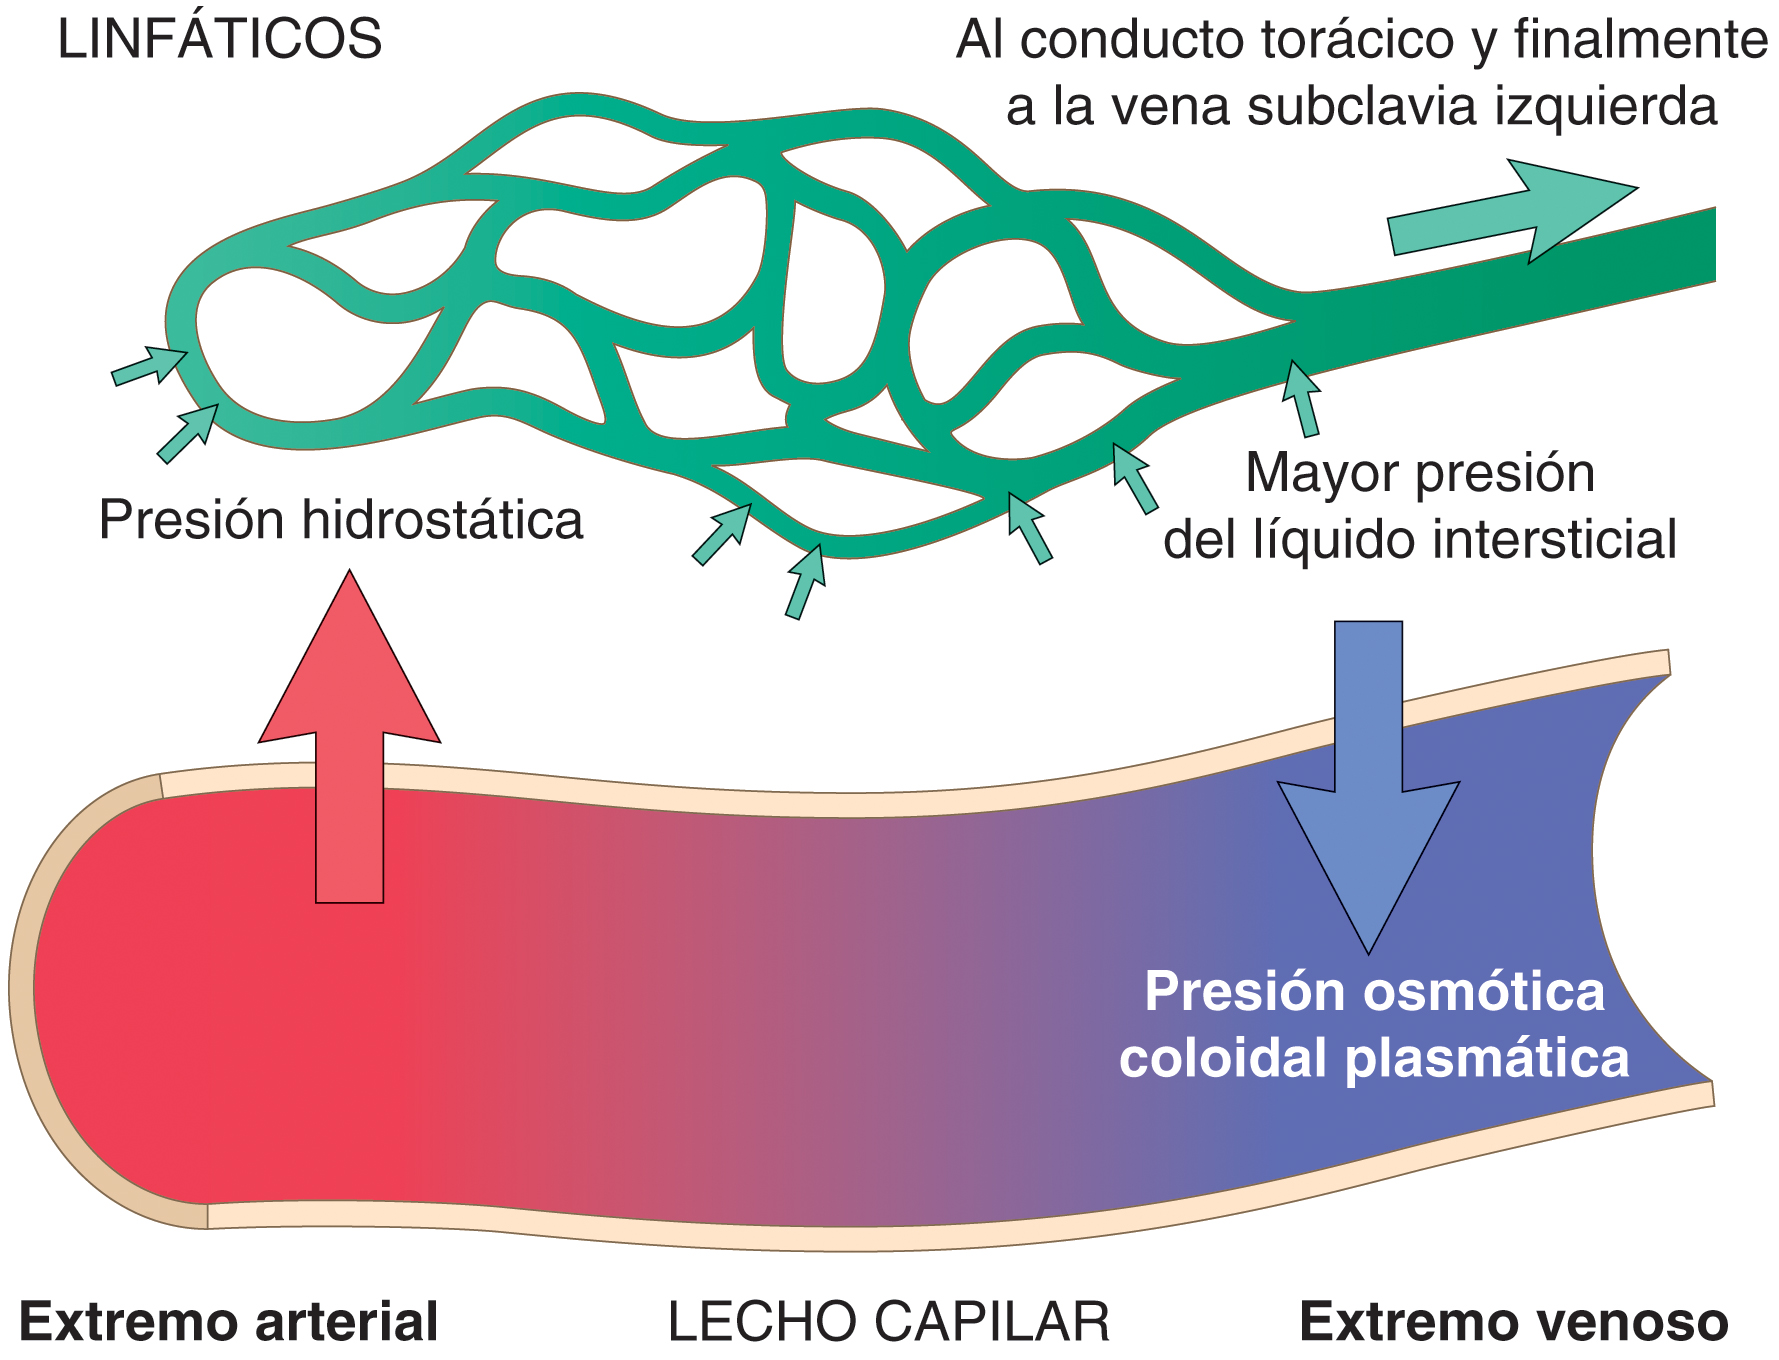 LINFÁTICOS
Al conducto torácico y finalmente
a la vena subclavia izquierda
Presión hidrostática
Mayor presión
del líquido intersticial
Presión osmótica
coloidal plasmática
Extremo arterial
LECHO CAPILAR
Extremo venoso